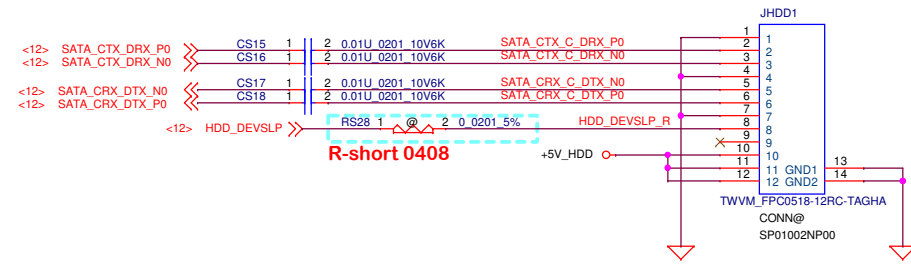 JHDD1
<12> SATA_CTX_DRX_P0 CS15 1 2 0.01U_0201_10V6K SATA_CTX_C_DRX_P0
<12> SATA_CTX_DRX_N0 CS16 1 2 0.01U_0201_10V6K SATA_CTX_C_DRX_N0
<12> SATA_CRX_DTX_N0 CS17 1 2 0.01U_0201_10V6K SATA_CRX_C_DTX_N0
<12> SATA_CRX_DTX_P0 CS18 1 2 0.01U_0201_10V6K SATA_CRX_C_DTX_P0
<12> HDD_DEVSLP RS28 1 @ 2 0_0201_5% HDD_DEVSLP_R
R-short 0408
+5V_HDD
1 1
2 2
3 3
4 4
5 5
6 6
7 7
8 8
9 9
10 10
11 11 GND1 13
12 12 GND2 14
TWVM_FPC0518-12RC-TAGHA
CONN@
SP01002NP00